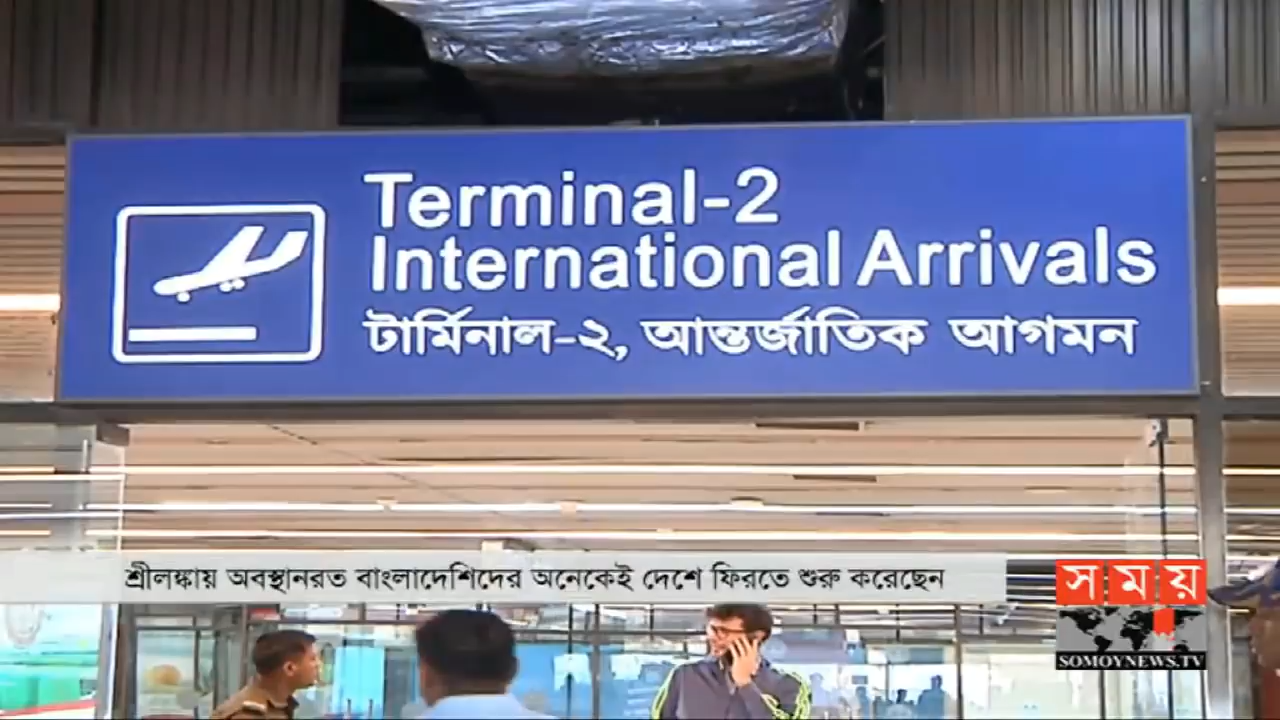 Terminal-2
International Arrivals
টার্মিনাল-২, আন্তর্জাতিক আগমন
শ্রীলঙ্কায় অবস্থানরত বাংলাদেশিদের অনেকেই দেশে ফিরতে শুরু করেছেন
সময়
SOMOYNEWS.TV